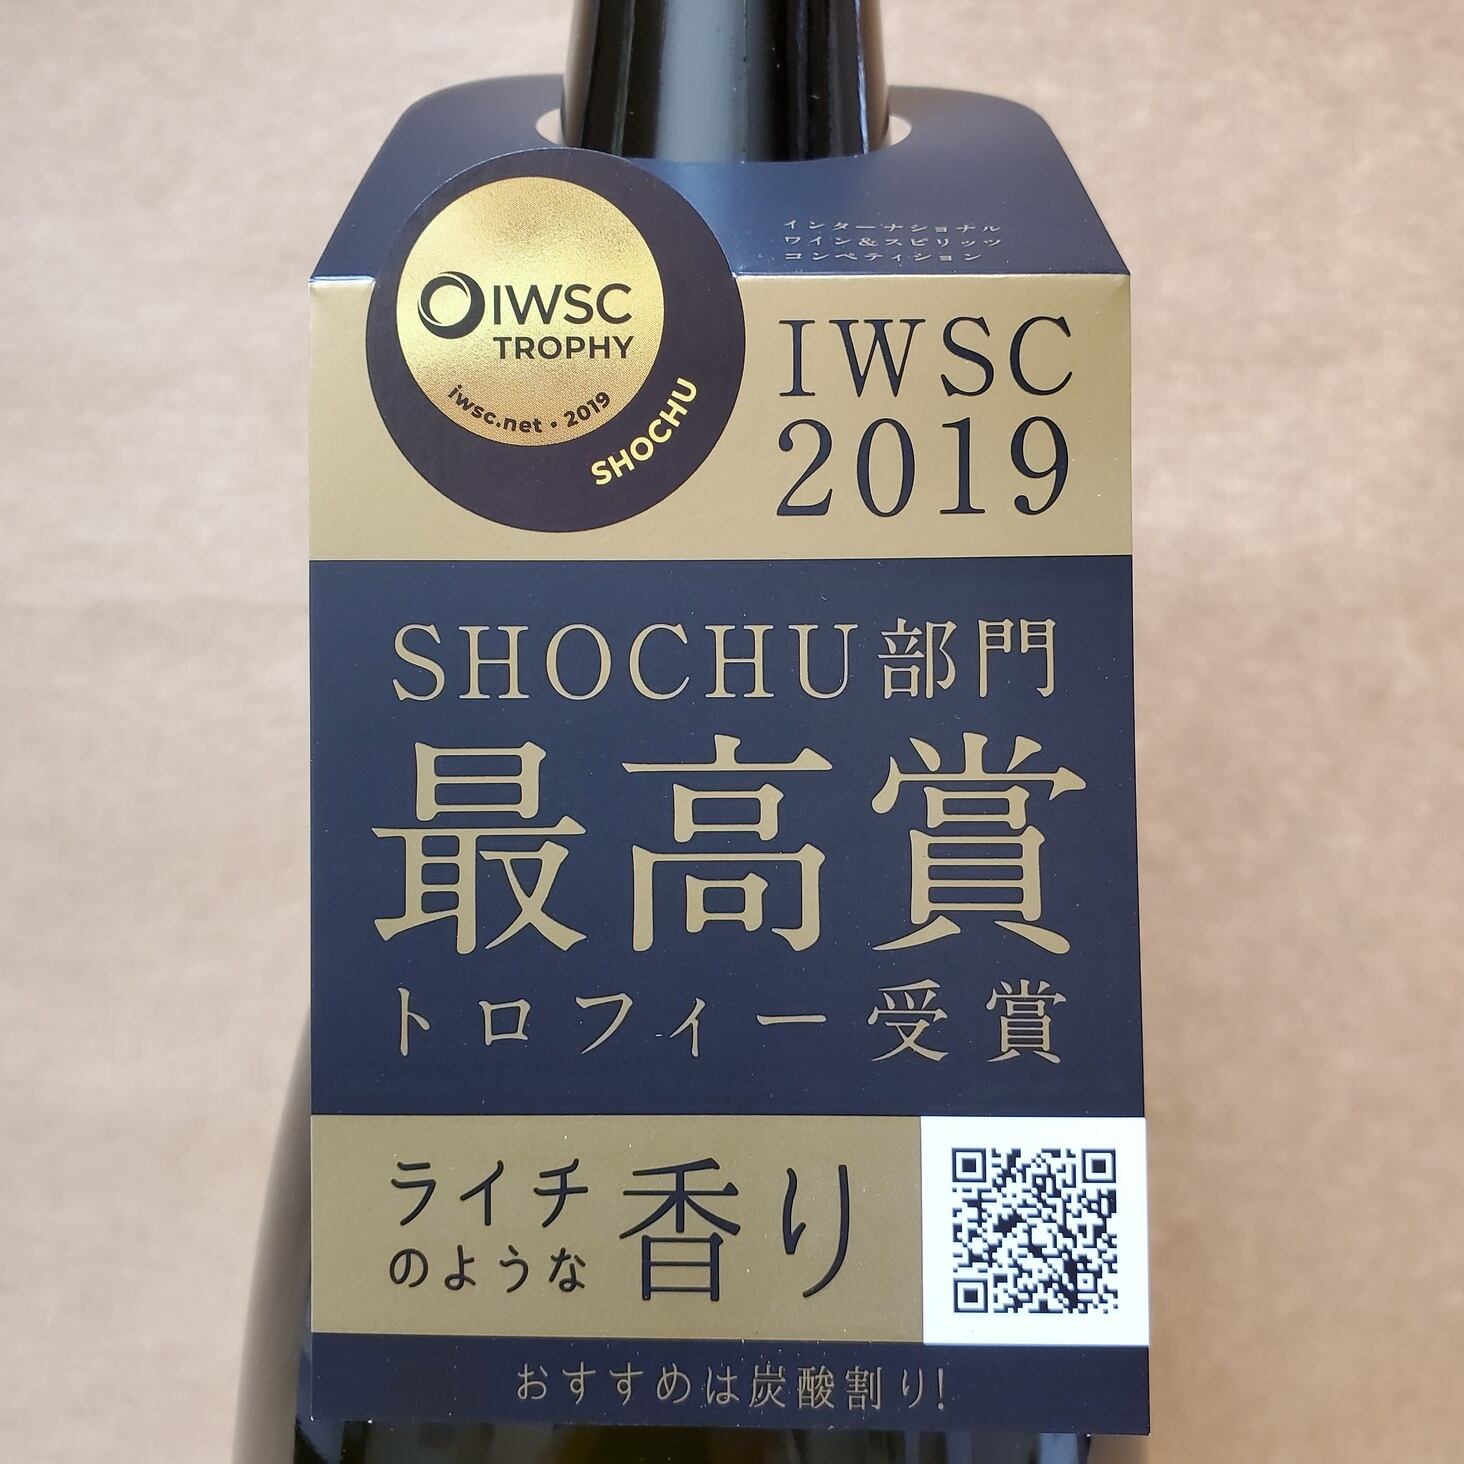 インターナショナル
ワイン&スピリッツ
コンペティション
IWSC
TROPHY
iwsc.net • 2019
SHOCHU
IWSC
2019
SHOCHU部門
最高賞
トロフィー受賞
ライチ
のような
香り
おすすめは炭酸割り!